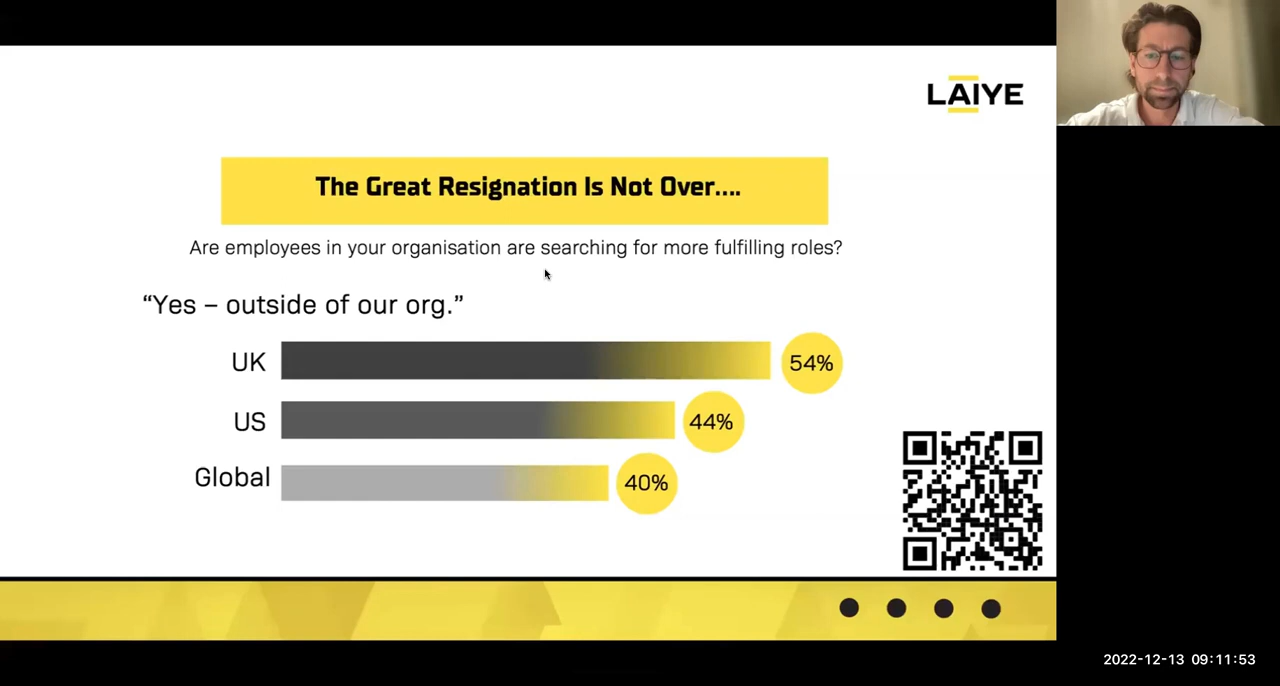 LAIYE
The Great Resignation Is Not Over....
Are employees in your organisation are searching for more fulfilling roles?
“Yes – outside of our org.”
UK
54%
US
44%
Global
40%
2022-12-13 09:11:53